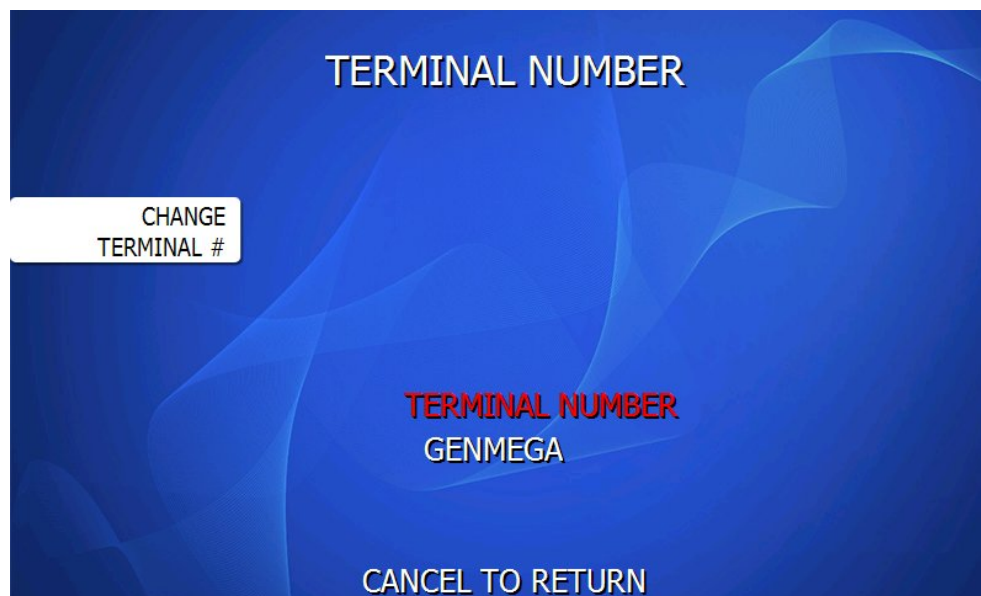 TERMINAL NUMBER
CHANGE
TERMINAL #
TERMINAL NUMBER
GENMEGA
CANCEL TO RETURN